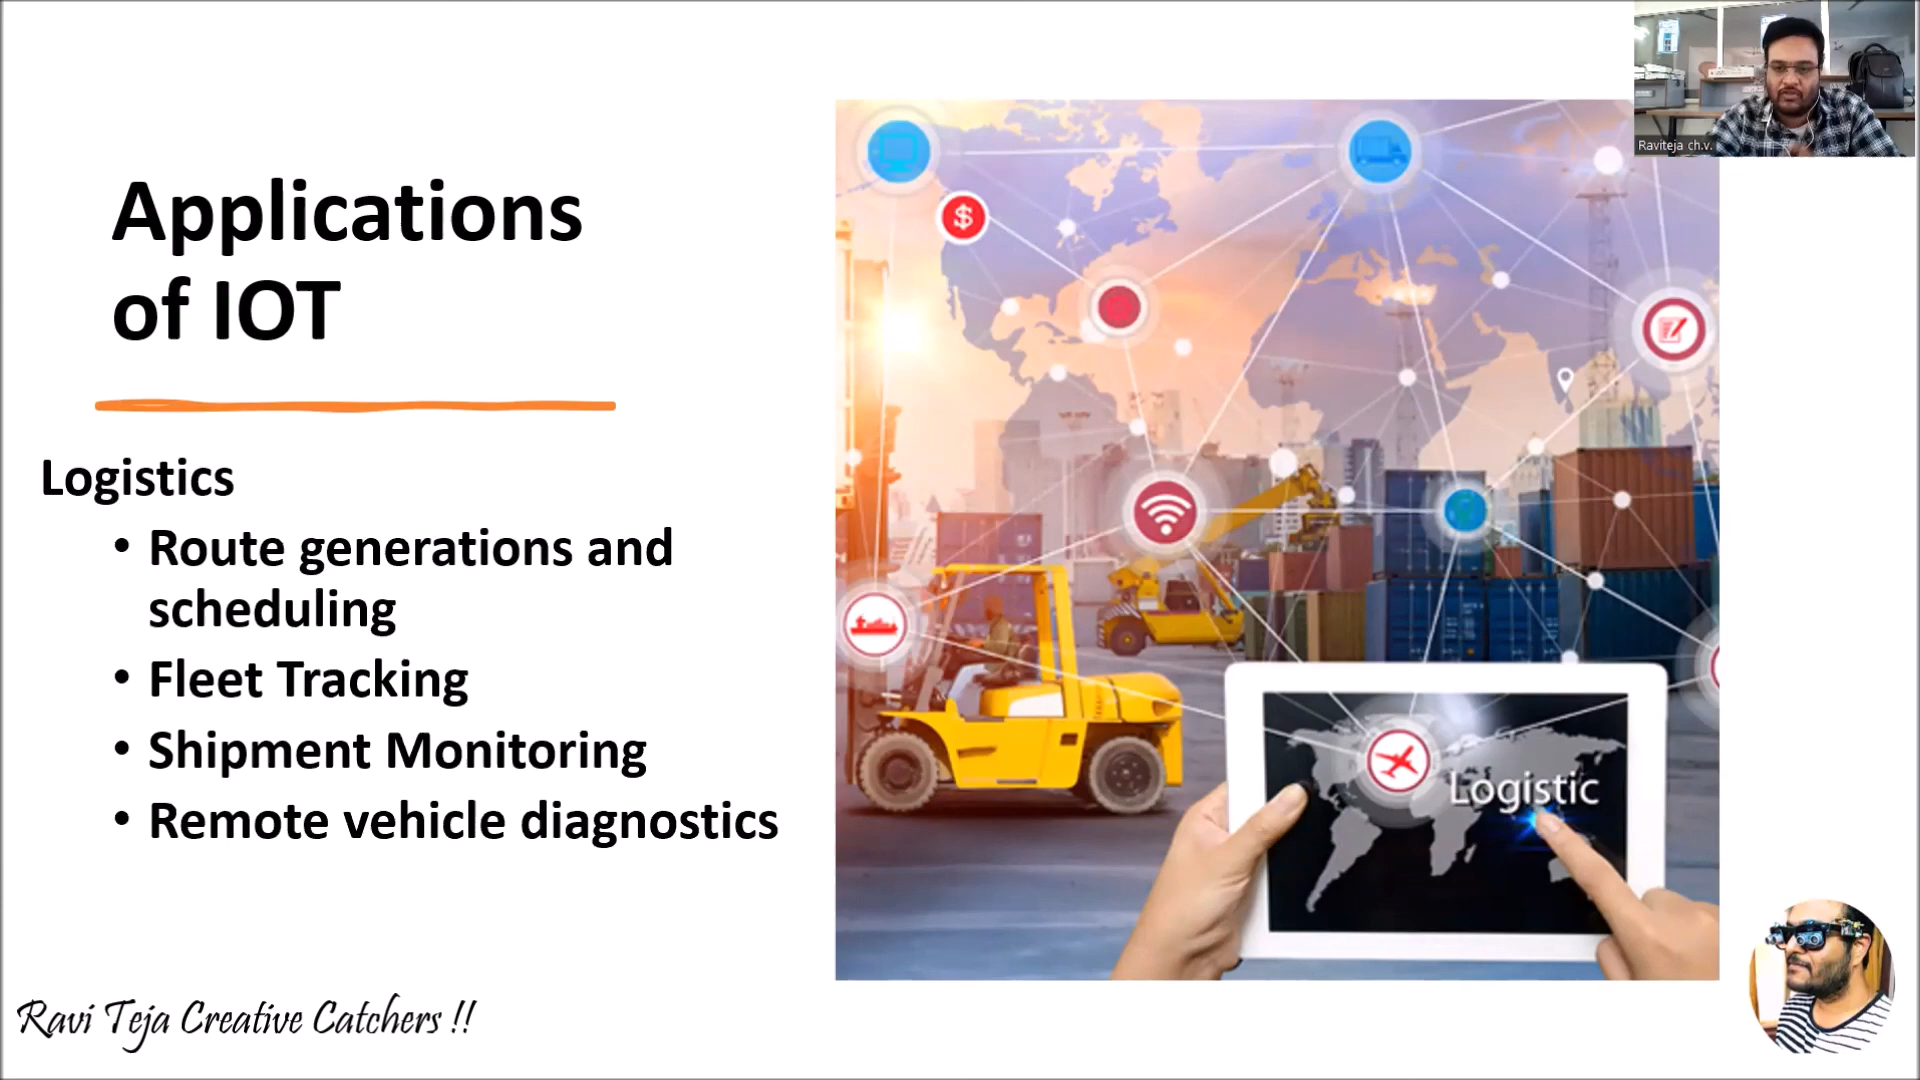 Applications
of IOT
Logistics
• Route generations and
scheduling
• Fleet Tracking
• Shipment Monitoring
• Remote vehicle diagnostics
Ravi Teja Creative Catchers !!
Raviteja ch.v.
$
Logistic